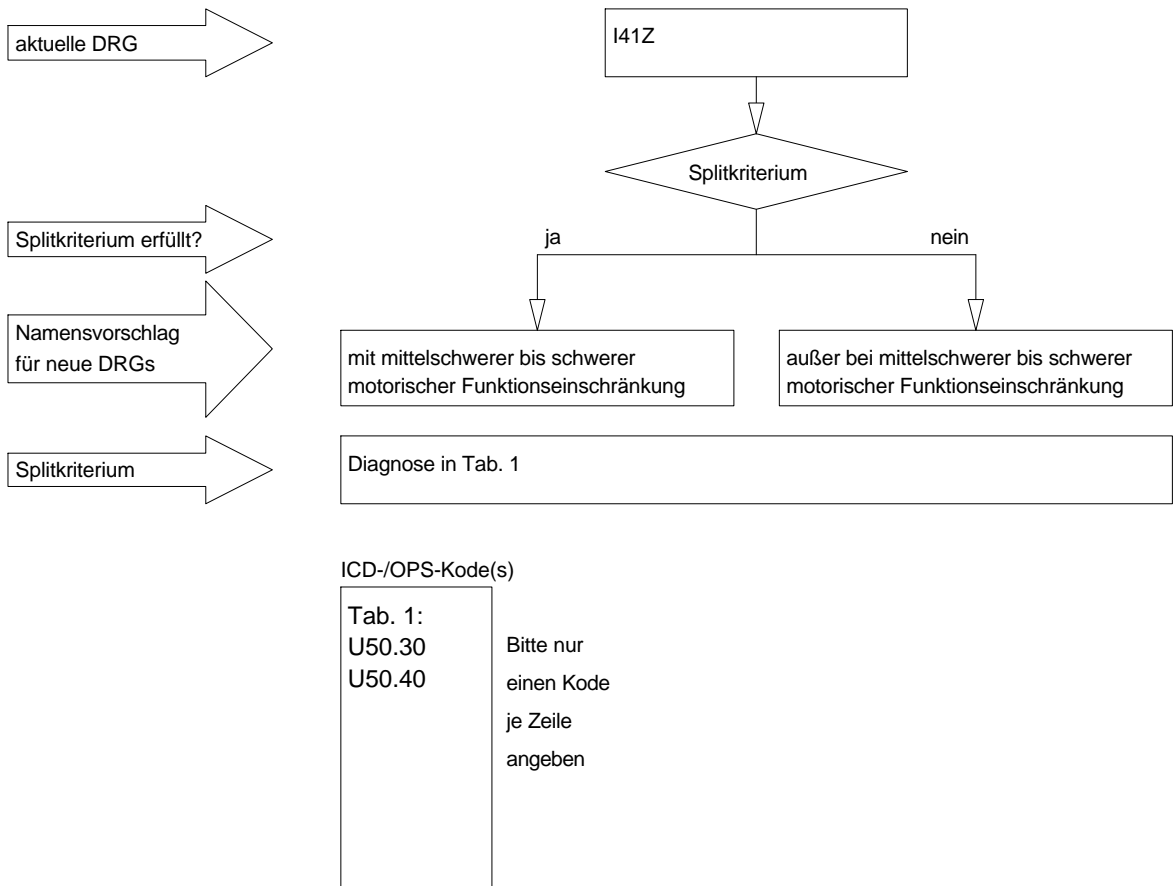 aktuelle DRG
I41Z
Splitkriterium
Splitkriterium erfüllt?
ja
nein
Namensvorschlag
für neue DRGs
mit mittelschwerer bis schwerer
motorischer Funktionseinschränkung
außer bei mittelschwerer bis schwerer
motorischer Funktionseinschränkung
Splitkriterium
Diagnose in Tab. 1
ICD-/OPS-Kode(s)
Tab. 1:
U50.30
U50.40
Bitte nur
einen Kode
je Zeile
angeben